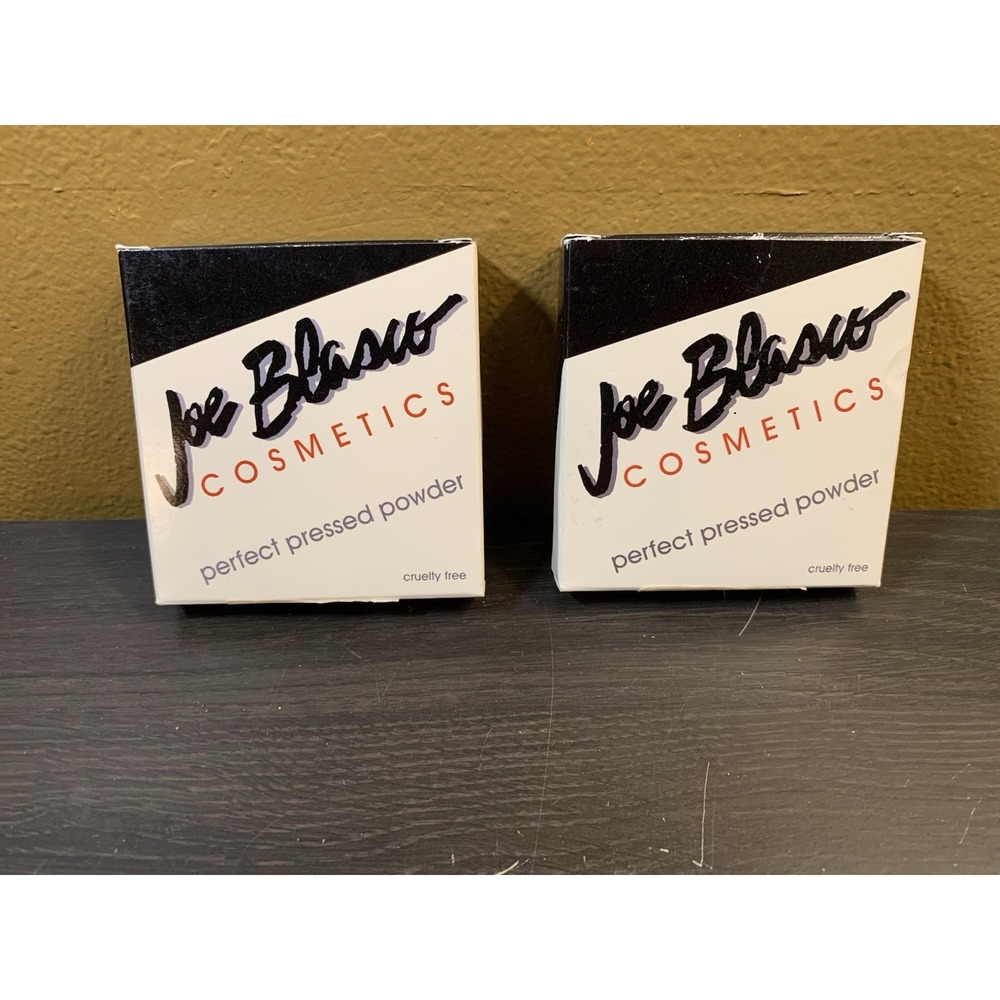 Joe Blasco
COSMETICS
perfect pressed powder
cruelty free
Joe Blasco
COSMETICS
perfect pressed powder
cruelty free